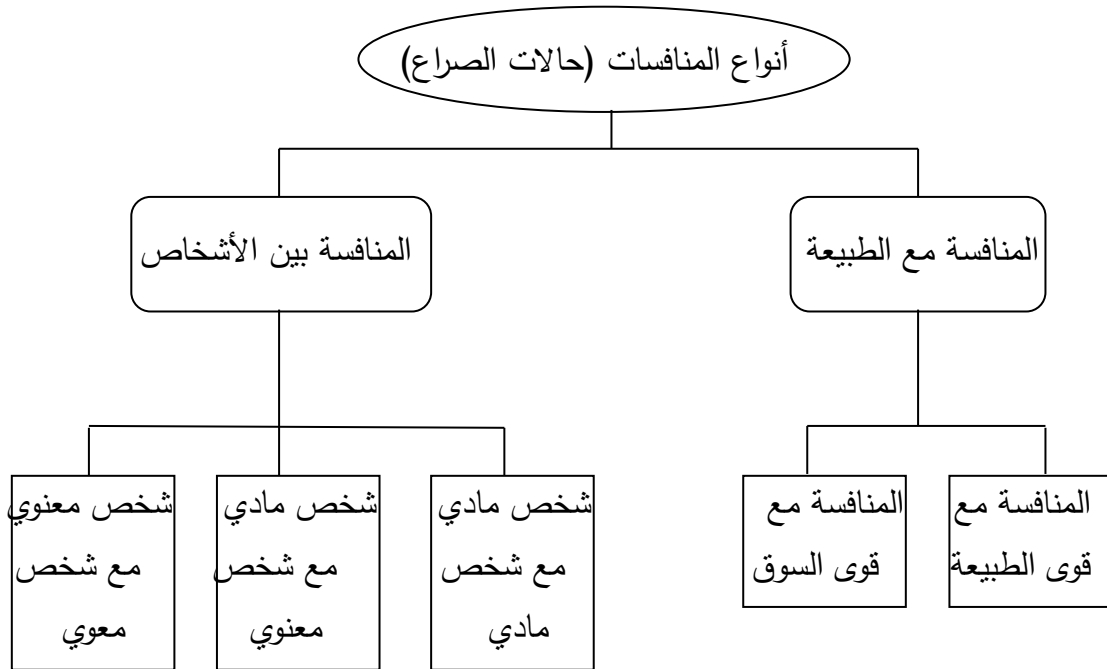 أنواع المنافسات (حالات الصراع)
المنافسة مع الطبيعة
المنافسة بين الأشخاص
المنافسة مع
قوى الطبيعة
المنافسة مع
قوى السوق
شخص مادي
مع شخص
مادي
شخص مادي
مع شخص
معنوي
شخص معنوي
مع شخص
معوي